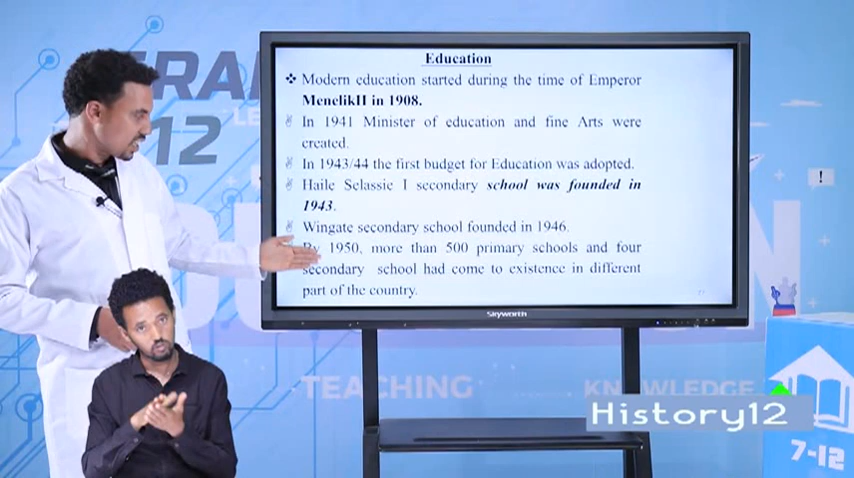 Education
❖ Modern education started during the time of Emperor
MenelikII in 1908.
In 1941 Minister of education and fine Arts were
created.
In 1943/44 the first budget for Education was adopted.
Haile Selassie I secondary school was founded in
1943.
Wingate secondary school founded in 1946.
By 1950, more than 500 primary schools and four
secondary school had come to existence in different
part of the country.
Skyworth
12
TEACHING
KNOWLEDGE
History12
7-12